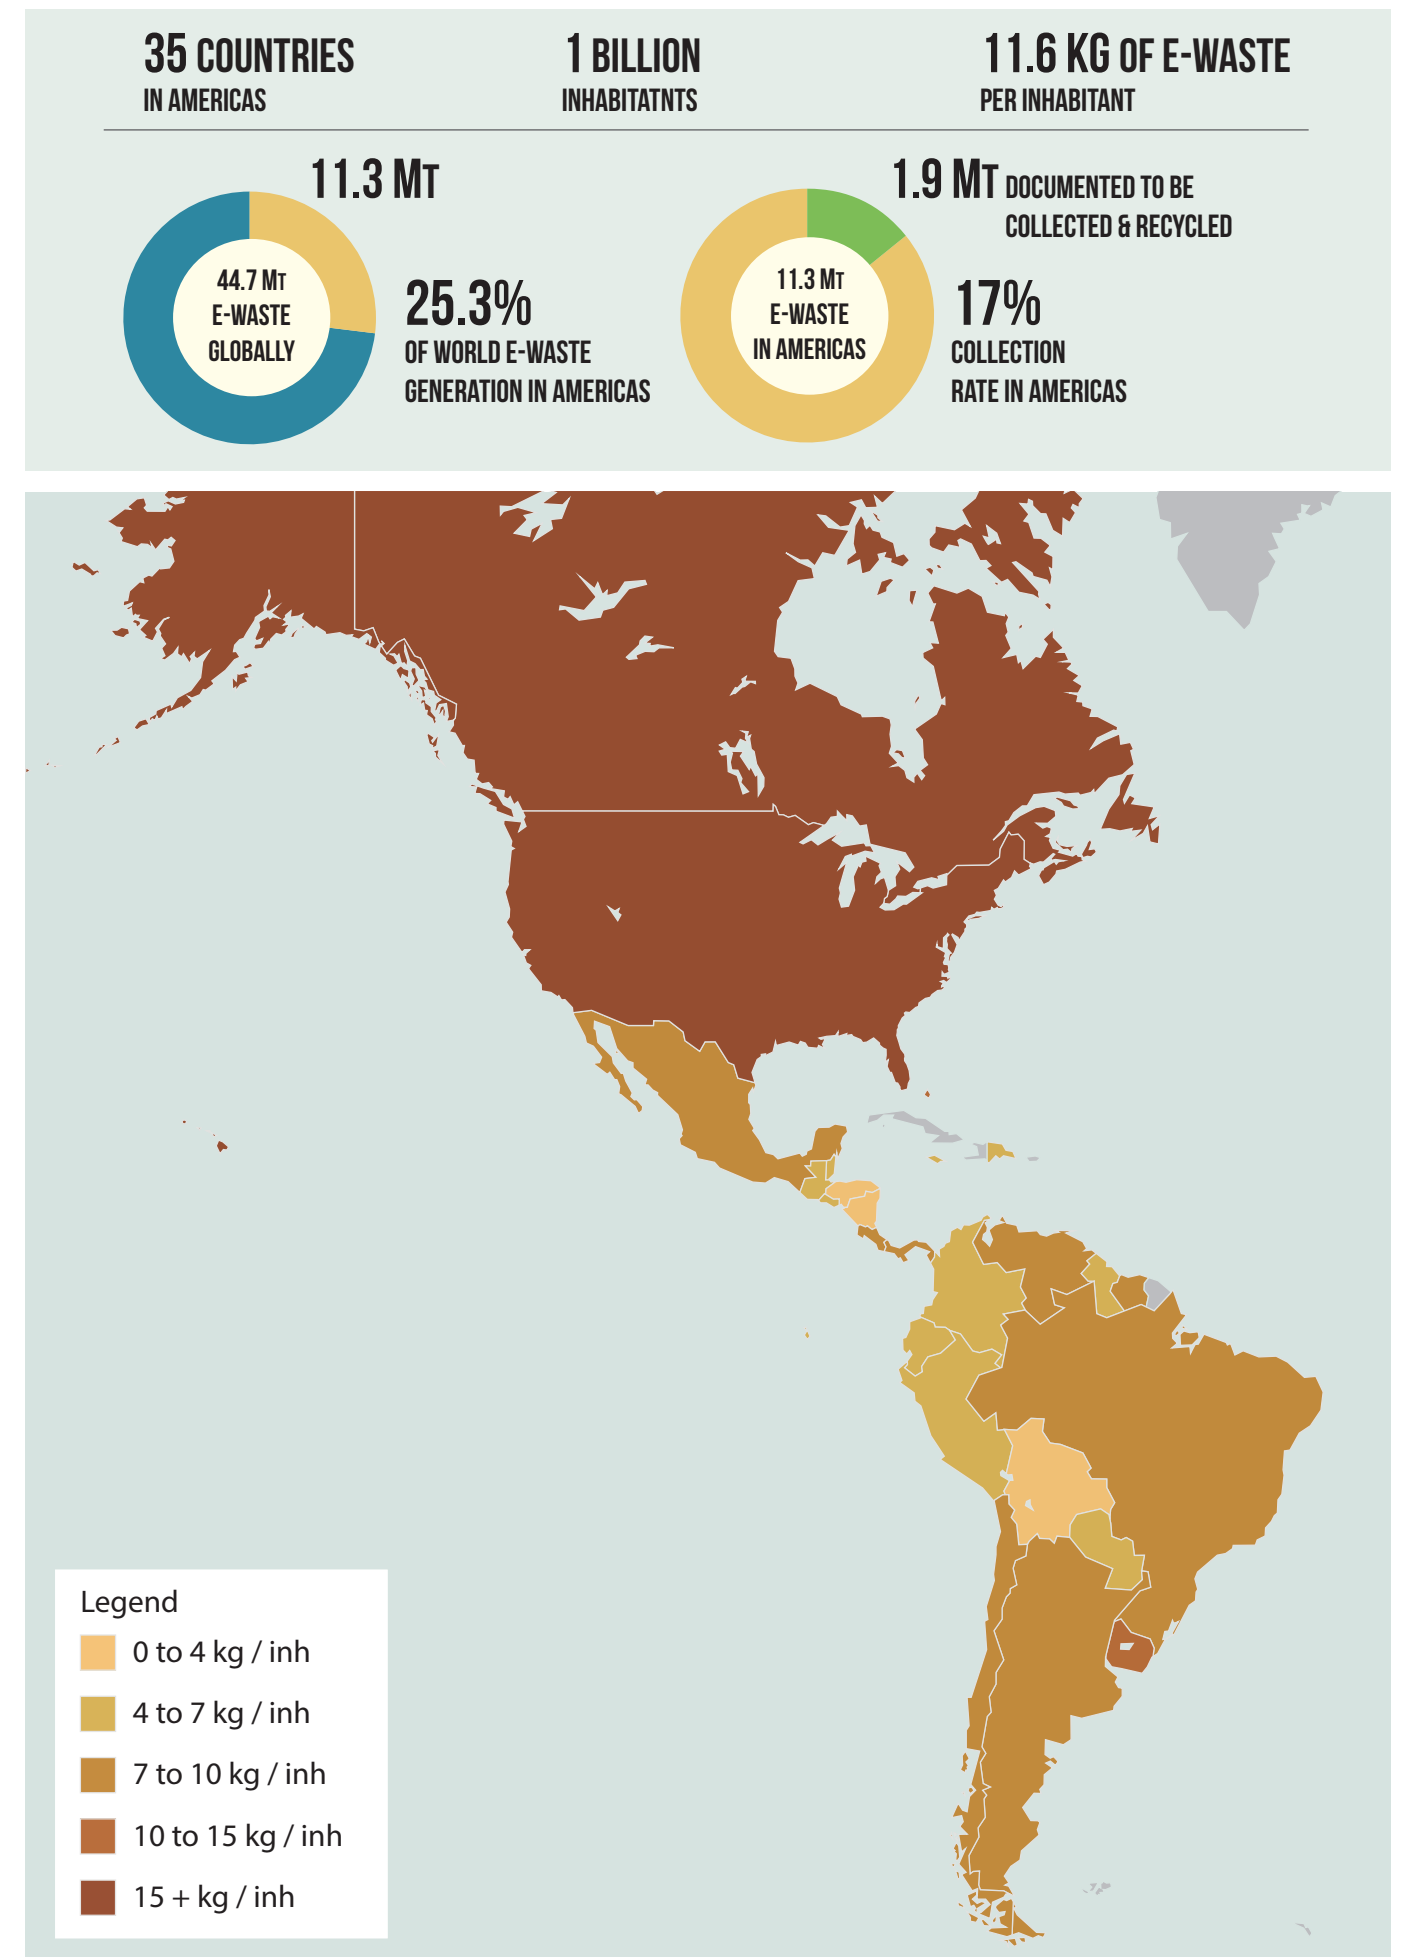 35 COUNTRIES
IN AMERICAS
1 BILLION
INHABITATNTS
11.6 KG OF E-WASTE
PER INHABITANT
11.3 MT
44.7 MT
E-WASTE
GLOBALLY
25.3%
OF WORLD E-WASTE
GENERATION IN AMERICAS
1.9 MT DOCUMENTED TO BE
COLLECTED & RECYCLED
11.3 MT
E-WASTE
IN AMERICAS
17%
COLLECTION
RATE IN AMERICAS
Legend
0 to 4 kg / inh
4 to 7 kg / inh
7 to 10 kg / inh
10 to 15 kg / inh
15 + kg / inh